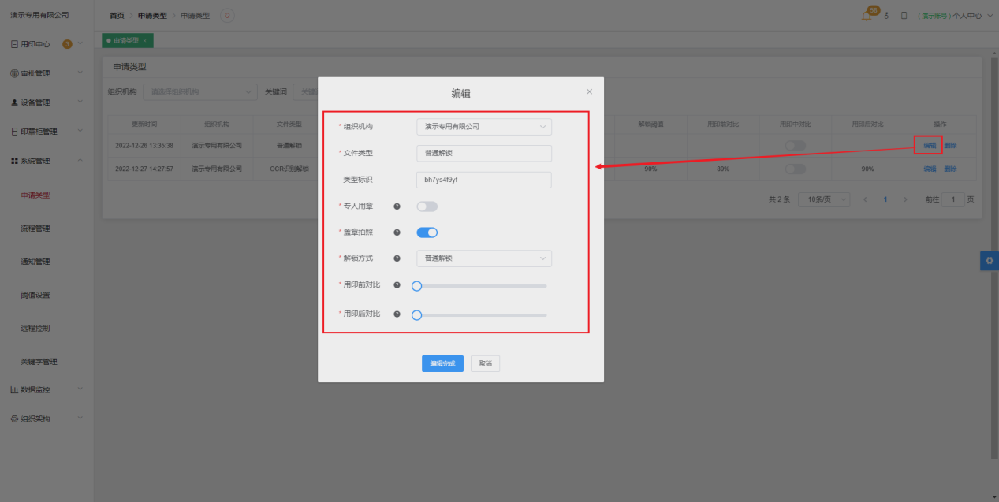 演示专用有限公司
首页 > 申请类型 > 申请类型
58
(演示账号) 个人中心
用印中心 3
审批管理
设备管理
印章柜管理
系统管理
申请类型
流程管理
通知管理
阈值设置
远程控制
关键字管理
数据监控
组织架构
申请类型 ×
申请类型
组织机构 请选择组织机构 关键词
更新时间 组织机构 文件类型 解锁阈值 用印前对比 用印中对比 用印后对比 操作
2022-12-26 13:35:38 演示专用有限公司 普通解锁 编辑 删除
2022-12-27 14:27:57 演示专用有限公司 OCR识别解锁 90% 89% 90% 编辑 删除
共 2 条 10条/页 < 1 > 前往 1 页
编辑 ×
* 组织机构 演示专用有限公司
* 文件类型 普通解锁
类型标识 bh7ys4f9yf
* 专人用章 ?
* 盖章拍照 ?
* 解锁方式 ? 普通解锁
* 用印前对比 ?
* 用印后对比 ?
编辑完成 取消